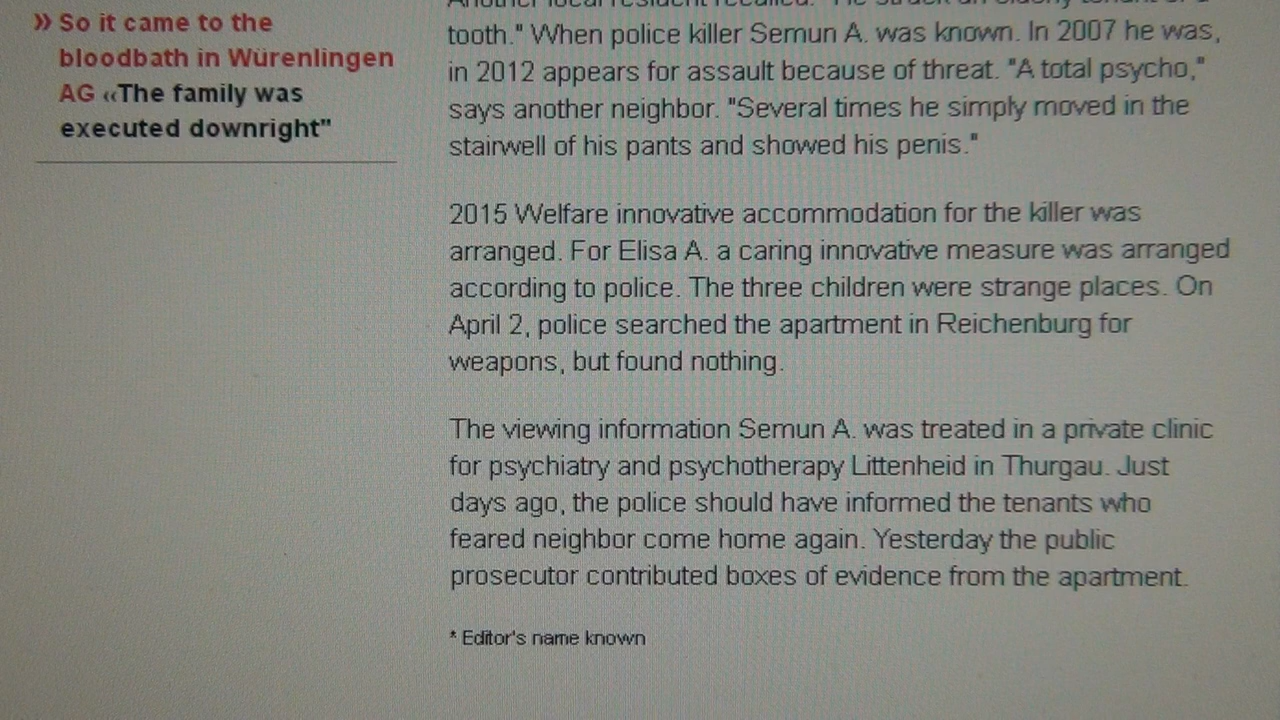 » So it came to the
bloodbath in Würenlingen
AG «The family was
executed downright"
tooth." When police killer Semun A. was known. In 2007 he was,
in 2012 appears for assault because of threat. "A total psycho,"
says another neighbor. "Several times he simply moved in the
stairwell of his pants and showed his penis."
2015 Welfare innovative accommodation for the killer was
arranged. For Elisa A. a caring innovative measure was arranged
according to police. The three children were strange places. On
April 2, police searched the apartment in Reichenburg for
weapons, but found nothing.
The viewing information Semun A. was treated in a private clinic
for psychiatry and psychotherapy Littenheid in Thurgau. Just
days ago, the police should have informed the tenants who
feared neighbor come home again. Yesterday the public
prosecutor contributed boxes of evidence from the apartment.
* Editor's name known